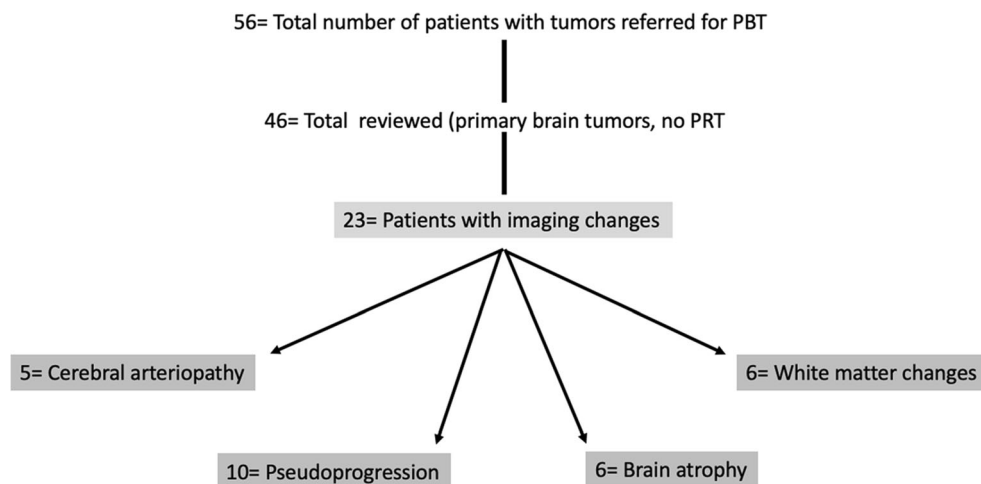 56= Total number of patients with tumors referred for PBT
46= Total reviewed (primary brain tumors, no PRT
23= Patients with imaging changes
5= Cerebral arteriopathy
6= White matter changes
10= Pseudoprogression
6= Brain atrophy